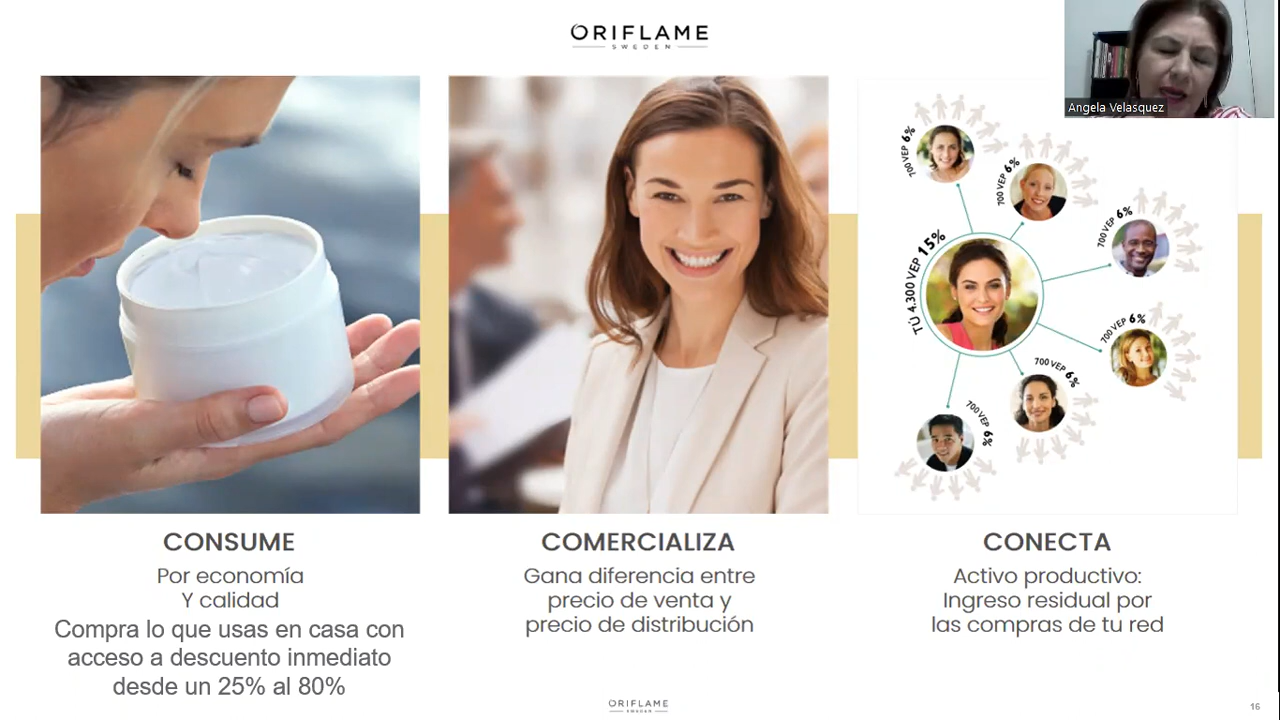 ORIFLAME
SWEDEN
Angela Velasquez
700 VEP 6%
700 VEP 6%
700 VEP 6%
TÚ 4.300 VEP 15%
700 VEP 6%
700 VEP 6%
700 VEP 6%
CONSUME
Por economía
Y calidad
Compra lo que usas en casa con
acceso a descuento inmediato
desde un 25% al 80%
COMERCIALIZA
Gana diferencia entre
precio de venta y
precio de distribución
CONECTA
Activo productivo:
Ingreso residual por
las compras de tu red
ORIFLAME
SWEDEN
16